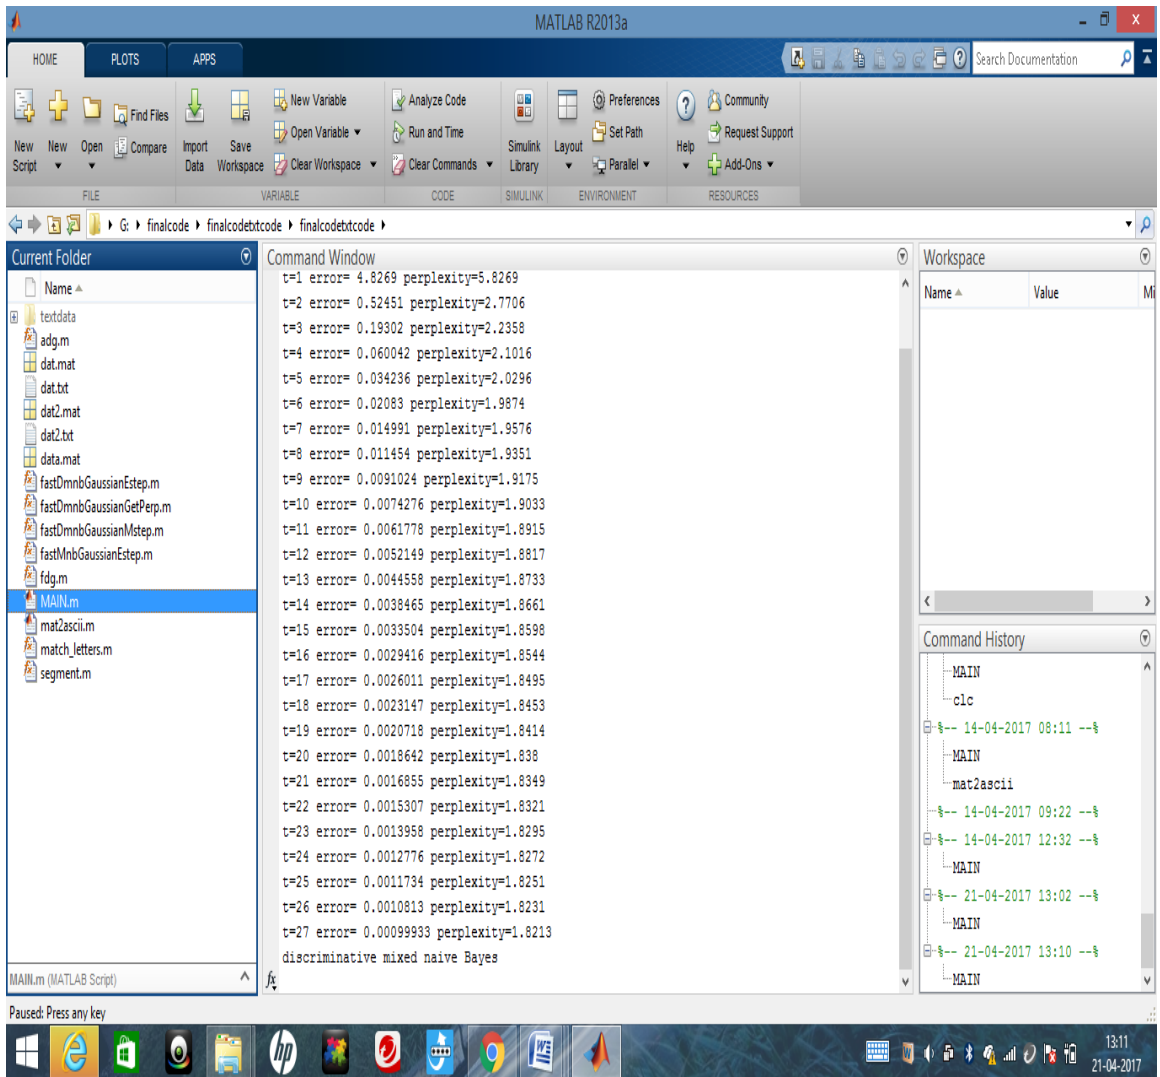 MATLAB R2013a
HOME PLOTS APPS
Search Documentation
New Script
New
Open
Find Files
Compare
Import Data
Save Workspace
New Variable
Open Variable
Clear Workspace
Analyze Code
Run and Time
Clear Commands
Simulink Library
Layout
Preferences
Set Path
Parallel
Help
Community
Request Support
Add-Ons
FILE VARIABLE CODE SIMULINK ENVIRONMENT RESOURCES
G: finalcode finalcodetxtcode finalcodetxtcode
Current Folder
Name
textdata
adg.m
dat.mat
dat.txt
dat2.mat
dat2.txt
data.mat
fastDmnbGaussianEstep.m
fastDmnbGaussianGetPerp.m
fastDmnbGaussianMstep.m
fastMnbGaussianEstep.m
fdg.m
MAIN.m
mat2ascii.m
match_letters.m
segment.m
MAIN.m (MATLAB Script)
Command Window
t=1 error= 4.8269 perplexity=5.8269
t=2 error= 0.52451 perplexity=2.7706
t=3 error= 0.19302 perplexity=2.2358
t=4 error= 0.060042 perplexity=2.1016
t=5 error= 0.034236 perplexity=2.0296
t=6 error= 0.02083 perplexity=1.9874
t=7 error= 0.014991 perplexity=1.9576
t=8 error= 0.011454 perplexity=1.9351
t=9 error= 0.0091024 perplexity=1.9175
t=10 error= 0.0074276 perplexity=1.9033
t=11 error= 0.0061778 perplexity=1.8915
t=12 error= 0.0052149 perplexity=1.8817
t=13 error= 0.0044558 perplexity=1.8733
t=14 error= 0.0038465 perplexity=1.8661
t=15 error= 0.0033504 perplexity=1.8598
t=16 error= 0.0029416 perplexity=1.8544
t=17 error= 0.0026011 perplexity=1.8495
t=18 error= 0.0023147 perplexity=1.8453
t=19 error= 0.0020718 perplexity=1.8414
t=20 error= 0.0018642 perplexity=1.838
t=21 error= 0.0016855 perplexity=1.8349
t=22 error= 0.0015307 perplexity=1.8321
t=23 error= 0.0013958 perplexity=1.8295
t=24 error= 0.0012776 perplexity=1.8272
t=25 error= 0.0011734 perplexity=1.8251
t=26 error= 0.0010813 perplexity=1.8231
t=27 error= 0.00099933 perplexity=1.8213
discriminative mixed naive Bayes
fx
Workspace
Name Value Mi
Command History
MAIN
clc
%-- 14-04-2017 08:11 --%
MAIN
mat2ascii
%-- 14-04-2017 09:22 --%
%-- 14-04-2017 12:32 --%
MAIN
%-- 21-04-2017 13:02 --%
MAIN
%-- 21-04-2017 13:10 --%
MAIN
Paused: Press any key
hp
13:11
21-04-2017